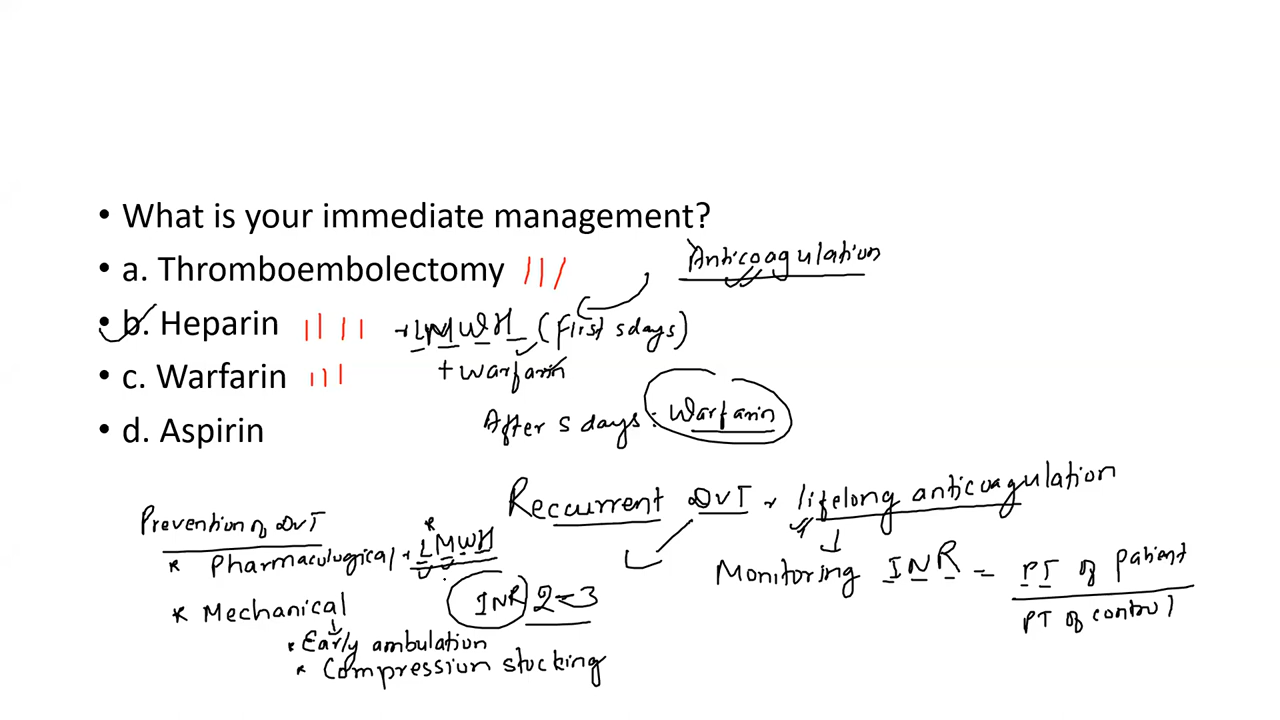 • What is your immediate management?
• a. Thromboembolectomy
Anticoagulation
• b. Heparin
LMWH (First 5 days)
+ warfarin
• c. Warfarin
After 5 days : Warfarin
• d. Aspirin
Recurrent DVT lifelong anticoagulation
Monitoring INR = PT of patient
PT of control
Prevention of DVT
* Pharmacological LMWH
INR 2-3
* Mechanical
* Early ambulation
* Compression stocking